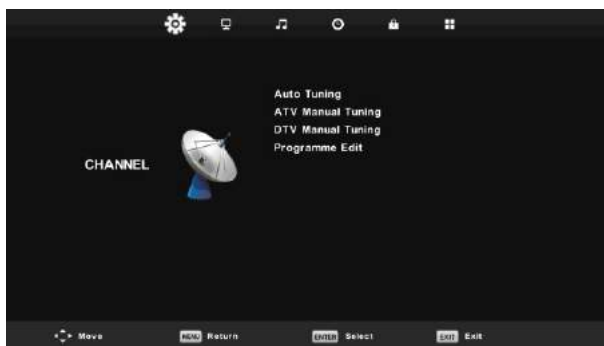 Auto Tuning
ATV Manual Tuning
DTV Manual Tuning
Programme Edit
CHANNEL
Move MENU Return ENTER Select EXIT Exit